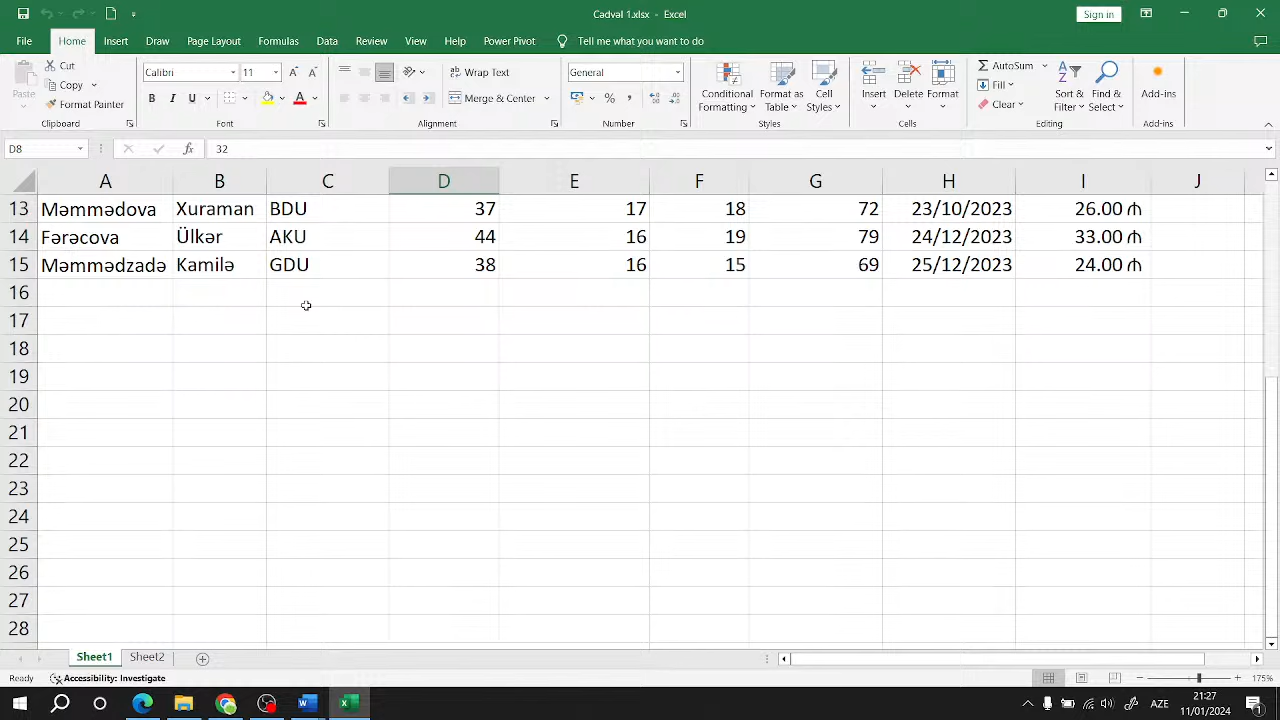 Cadval 1.xlsx - Excel
Sign in
File Home Insert Draw Page Layout Formulas Data Review View Help Power Pivot Tell me what you want to do
Paste
Cut
Copy
Format Painter
Clipboard
Calibri 11
B I U
Font
Wrap Text
Merge & Center
Alignment
General
Number
Conditional Formatting
Format as Table
Cell Styles
Styles
Insert
Delete
Format
Cells
AutoSum
Fill
Clear
Sort & Filter
Find & Select
Editing
Add-ins
Add-ins
D8 fx 32
A B C D E F G H I J
13 Məmmədova Xuraman BDU 37 17 18 72 23/10/2023 26.00 ₼
14 Fərəcova Ülkər AKU 44 16 19 79 24/12/2023 33.00 ₼
15 Məmmədzadə Kamilə GDU 38 16 15 69 25/12/2023 24.00 ₼
16
17
18
19
20
21
22
23
24
25
26
27
28
Sheet1 Sheet2
Ready Accessibility: Investigate 175%
AZE
21:27
11/01/2024